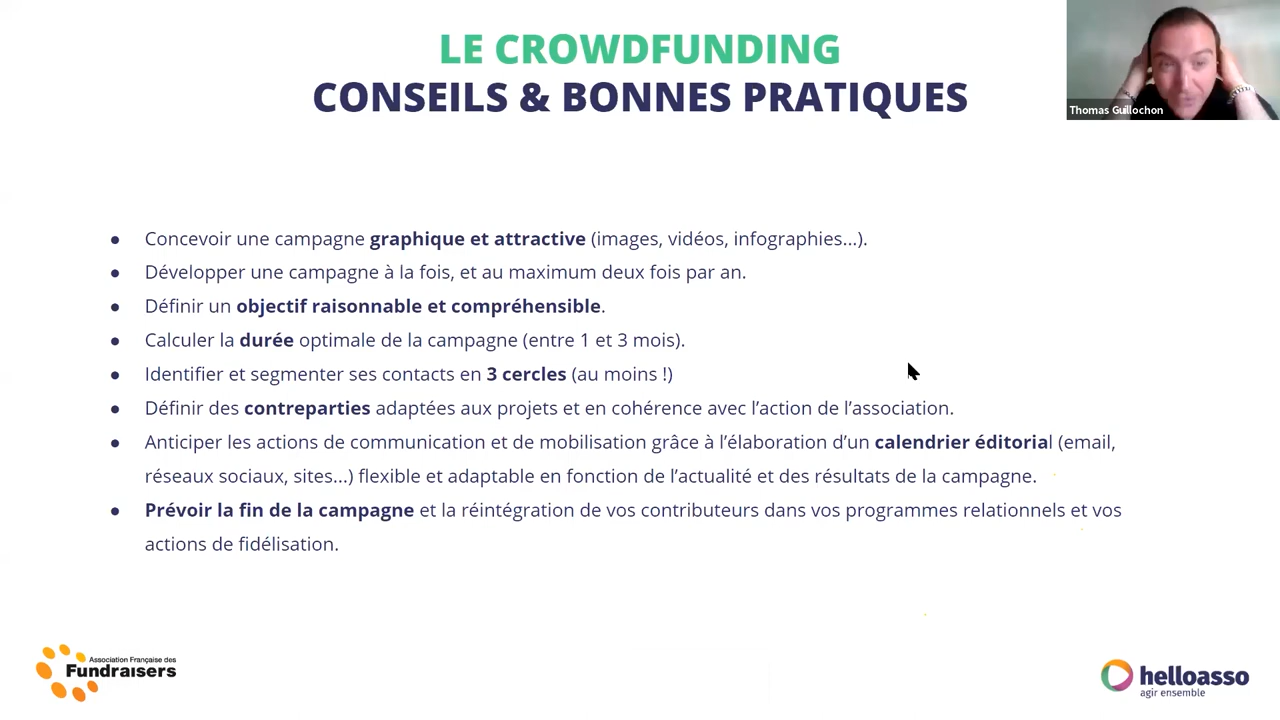 LE CROWDFUNDING
CONSEILS & BONNES PRATIQUES
Thomas Guillochon
● Concevoir une campagne graphique et attractive (images, vidéos, infographies...).
● Développer une campagne à la fois, et au maximum deux fois par an.
● Définir un objectif raisonnable et compréhensible.
● Calculer la durée optimale de la campagne (entre 1 et 3 mois).
● Identifier et segmenter ses contacts en 3 cercles (au moins !)
● Définir des contreparties adaptées aux projets et en cohérence avec l’action de l’association.
● Anticiper les actions de communication et de mobilisation grâce à l’élaboration d’un calendrier éditorial (email,
réseaux sociaux, sites...) flexible et adaptable en fonction de l’actualité et des résultats de la campagne.
● Prévoir la fin de la campagne et la réintégration de vos contributeurs dans vos programmes relationnels et vos
actions de fidélisation.
Association Française des
Fundraisers
helloasso
agir ensemble